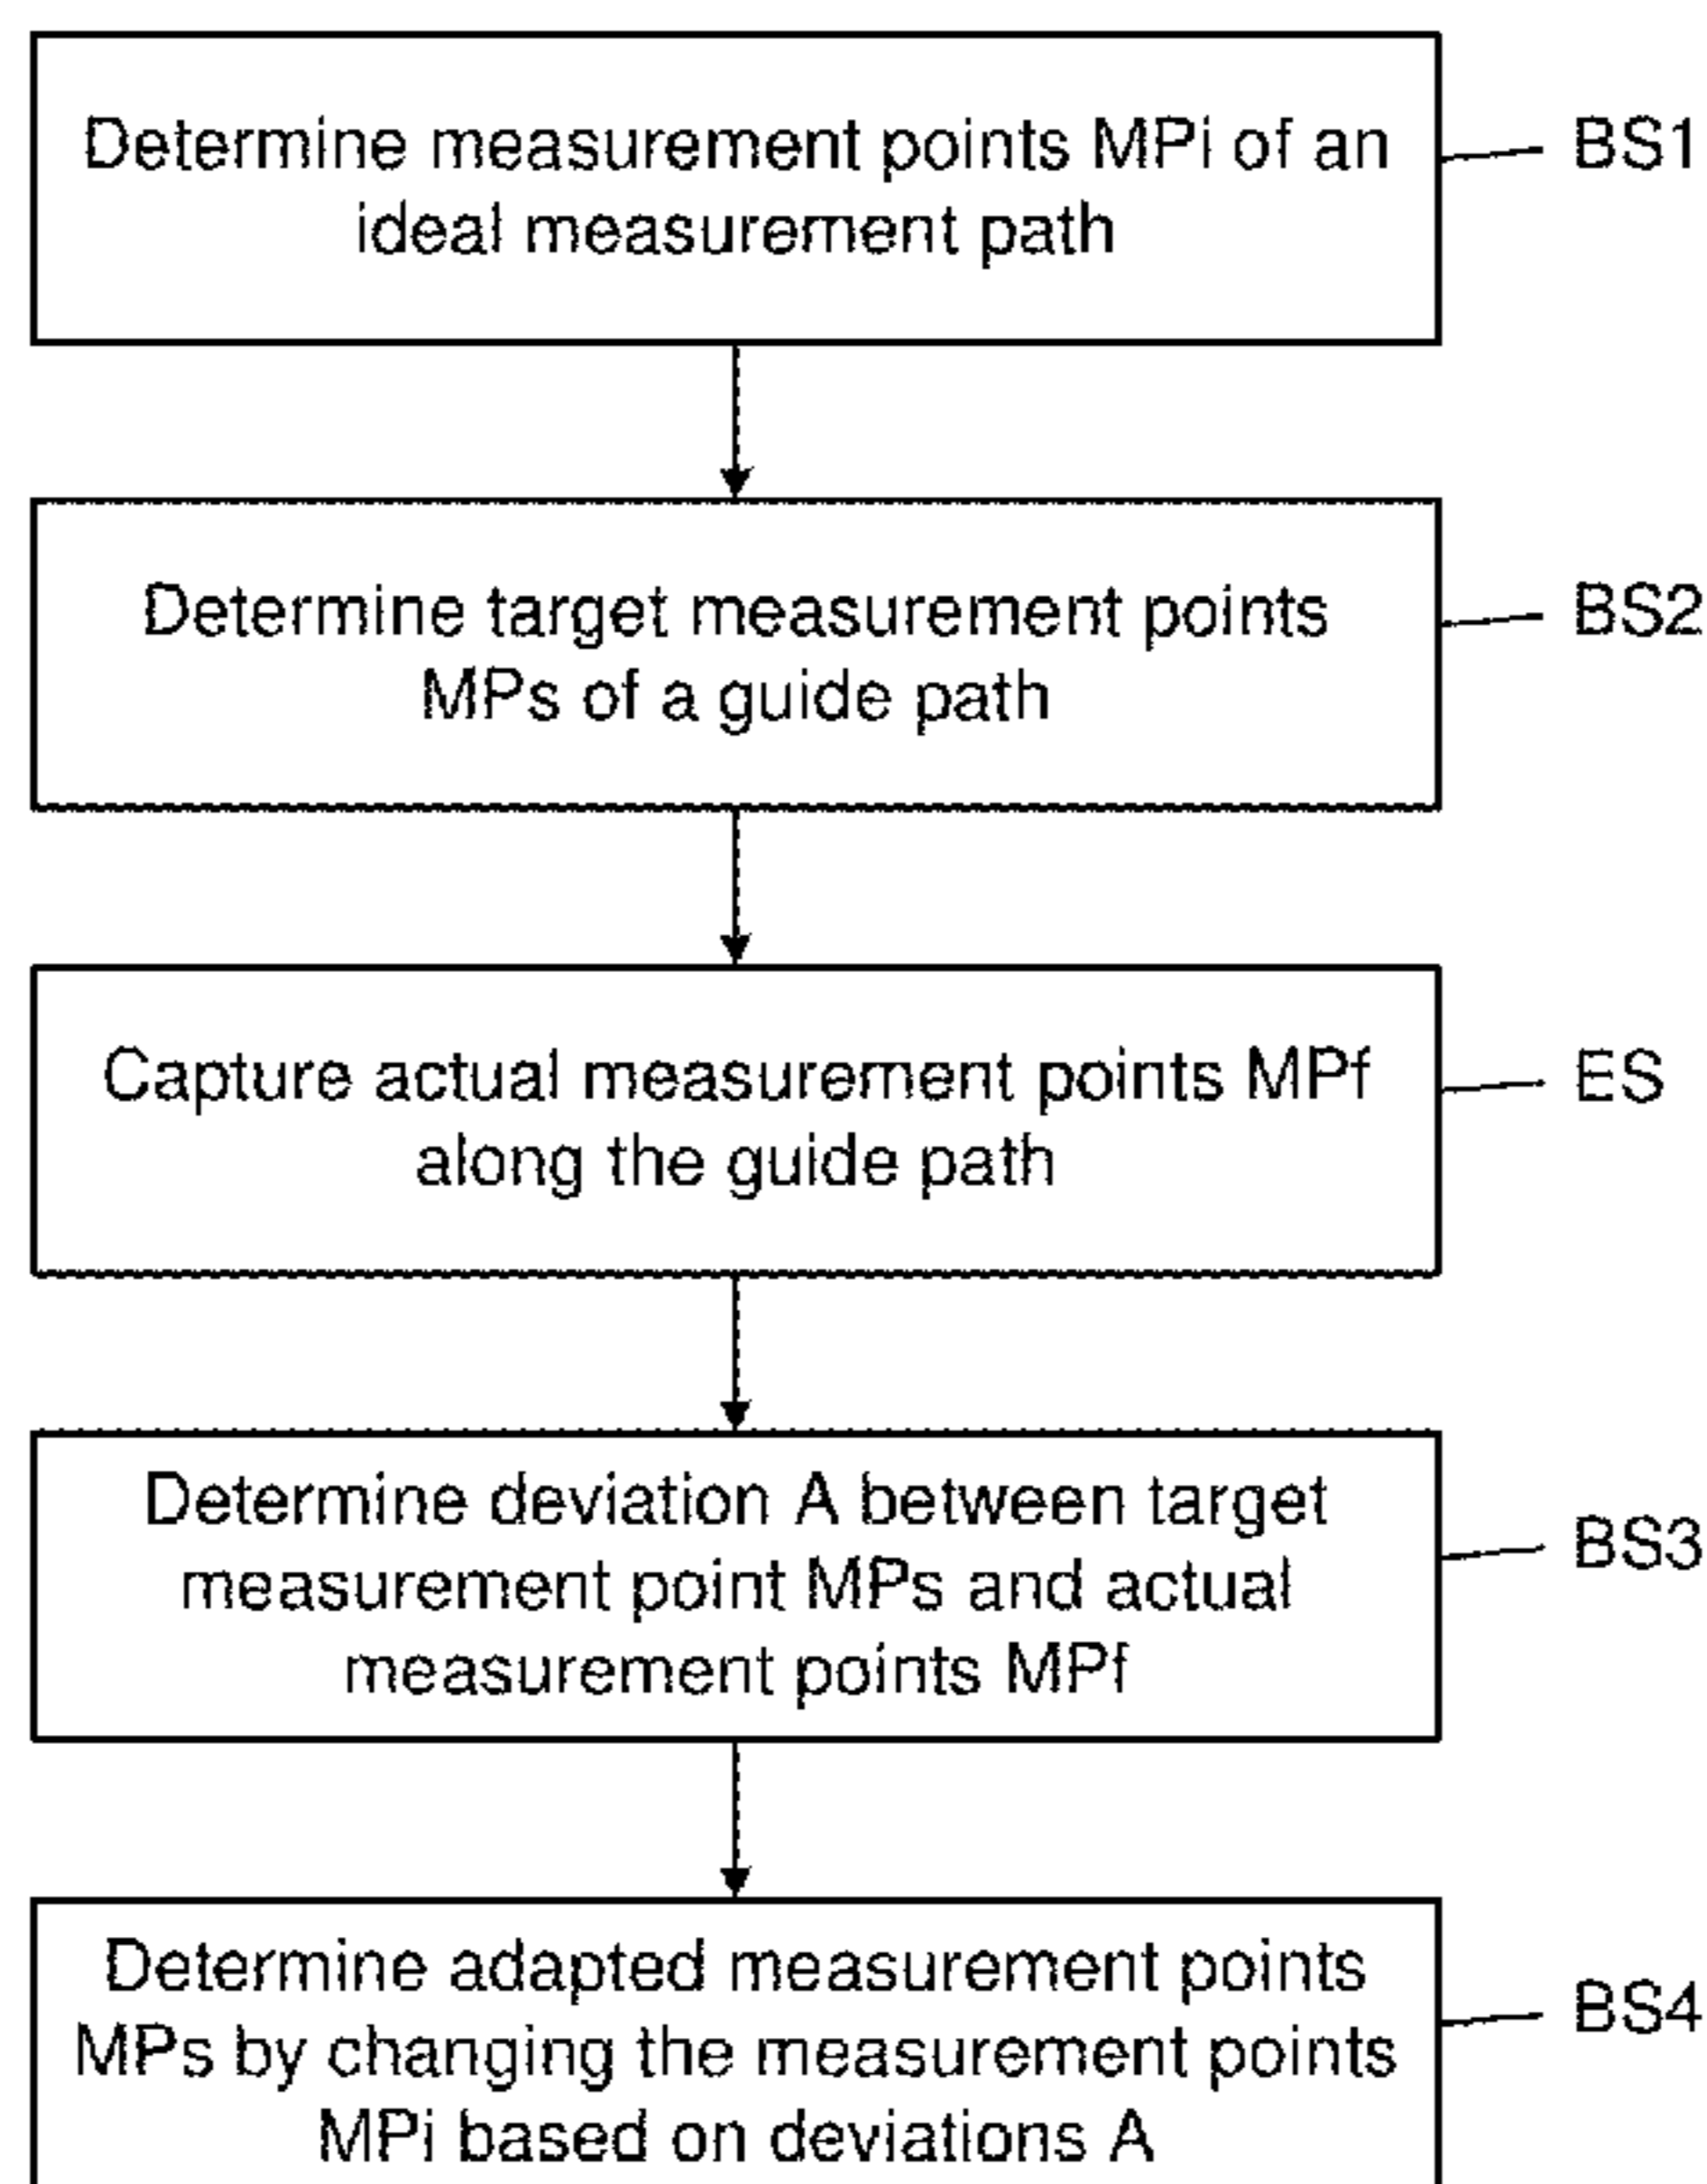 Determine measurement points MPi of an
ideal measurement path
BS1
Determine target measurement points
MPs of a guide path
BS2
Capture actual measurement points MPf
along the guide path
ES
Determine deviation A between target
measurement point MPs and actual
measurement points MPf
BS3
Determine adapted measurement points
MPs by changing the measurement points
MPi based on deviations A
BS4